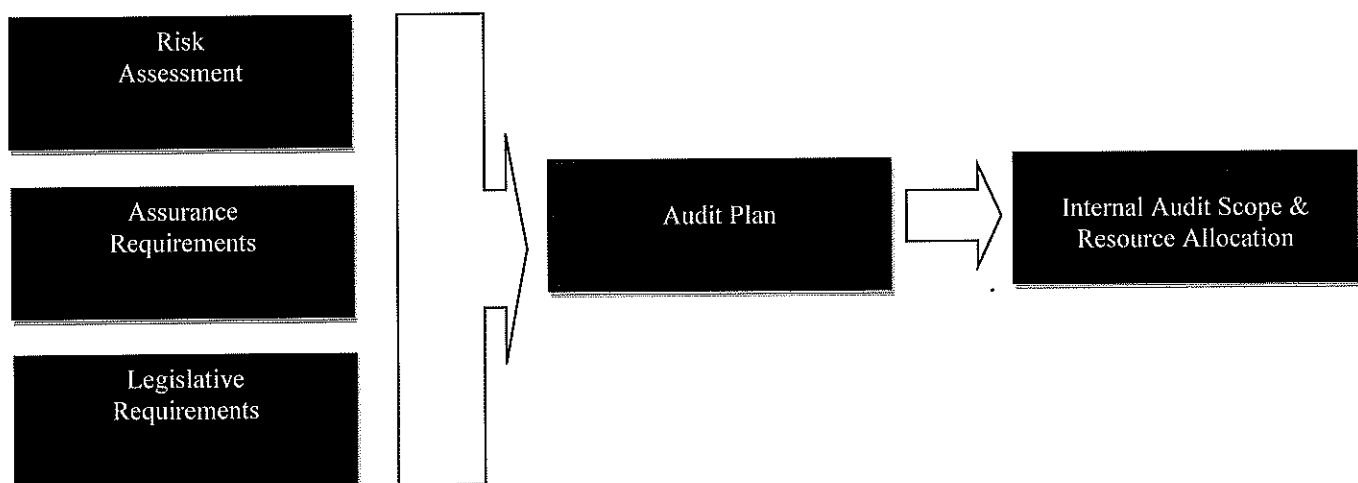 Risk
Assessment
Assurance
Requirements
Legislative
Requirements
Audit Plan
Internal Audit Scope &
Resource Allocation